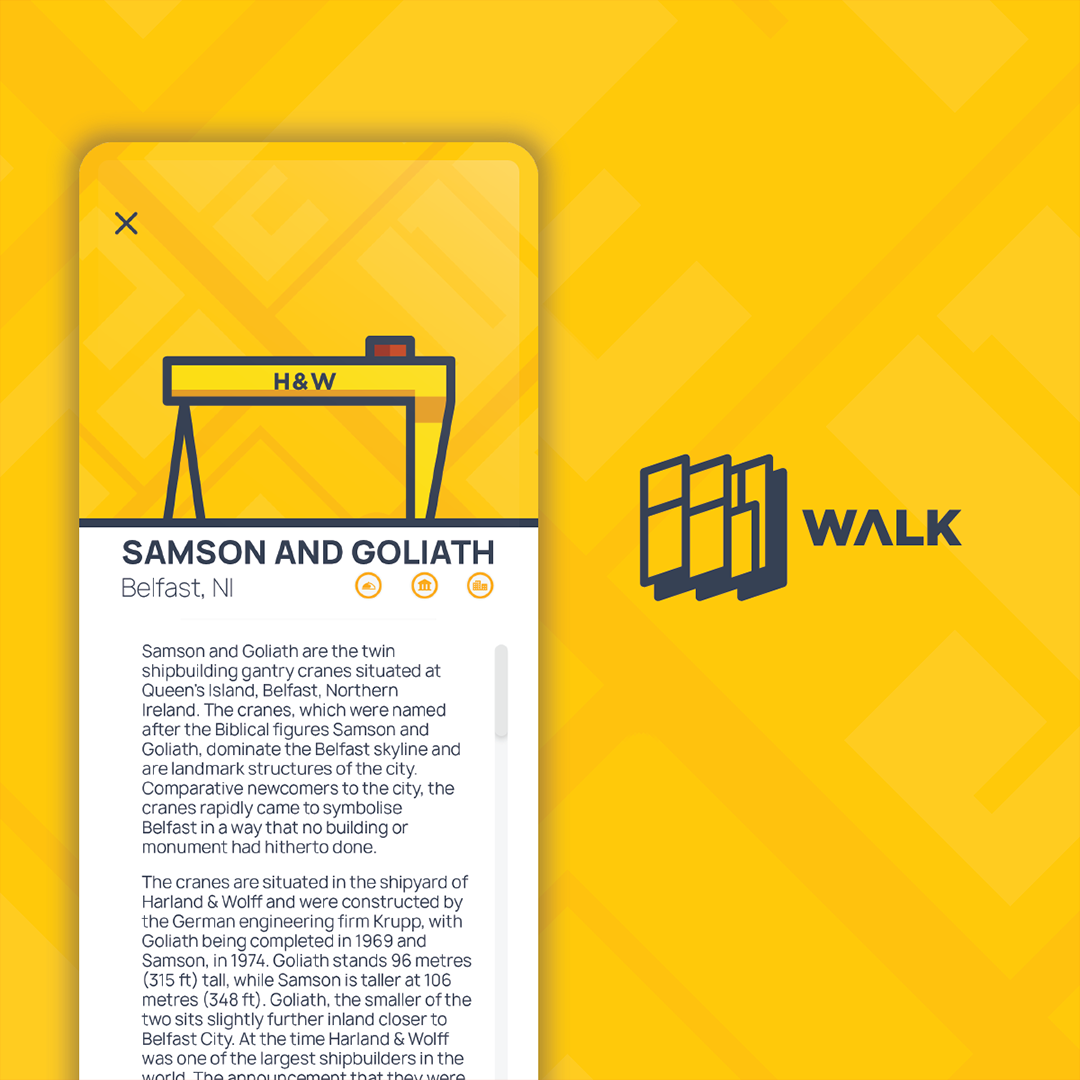 H&W
SAMSON AND GOLIATH
Belfast, NI
Samson and Goliath are the twin
shipbuilding gantry cranes situated at
Queen's Island, Belfast, Northern
Ireland. The cranes, which were named
after the Biblical figures Samson and
Goliath, dominate the Belfast skyline and
are landmark structures of the city.
Comparative newcomers to the city, the
cranes rapidly came to symbolise
Belfast in a way that no building or
monument had hitherto done.
The cranes are situated in the shipyard of
Harland & Wolff and were constructed by
the German engineering firm Krupp, with
Goliath being completed in 1969 and
Samson, in 1974. Goliath stands 96 metres
(315 ft) tall, while Samson is taller at 106
metres (348 ft). Goliath, the smaller of the
two sits slightly further inland closer to
Belfast City. At the time Harland & Wolff
was one of the largest shipbuilders in the
world. The announcement that they were
WALK